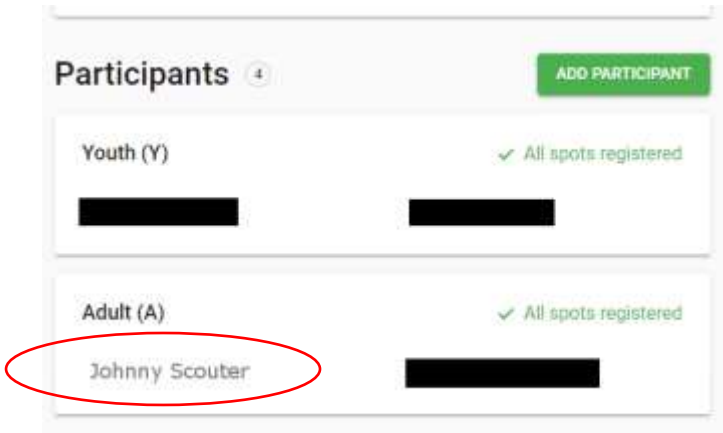 Participants 4 ADD PARTICIPANT
Youth (Y) All spots registered
Adult (A) All spots registered
Johnny Scouter